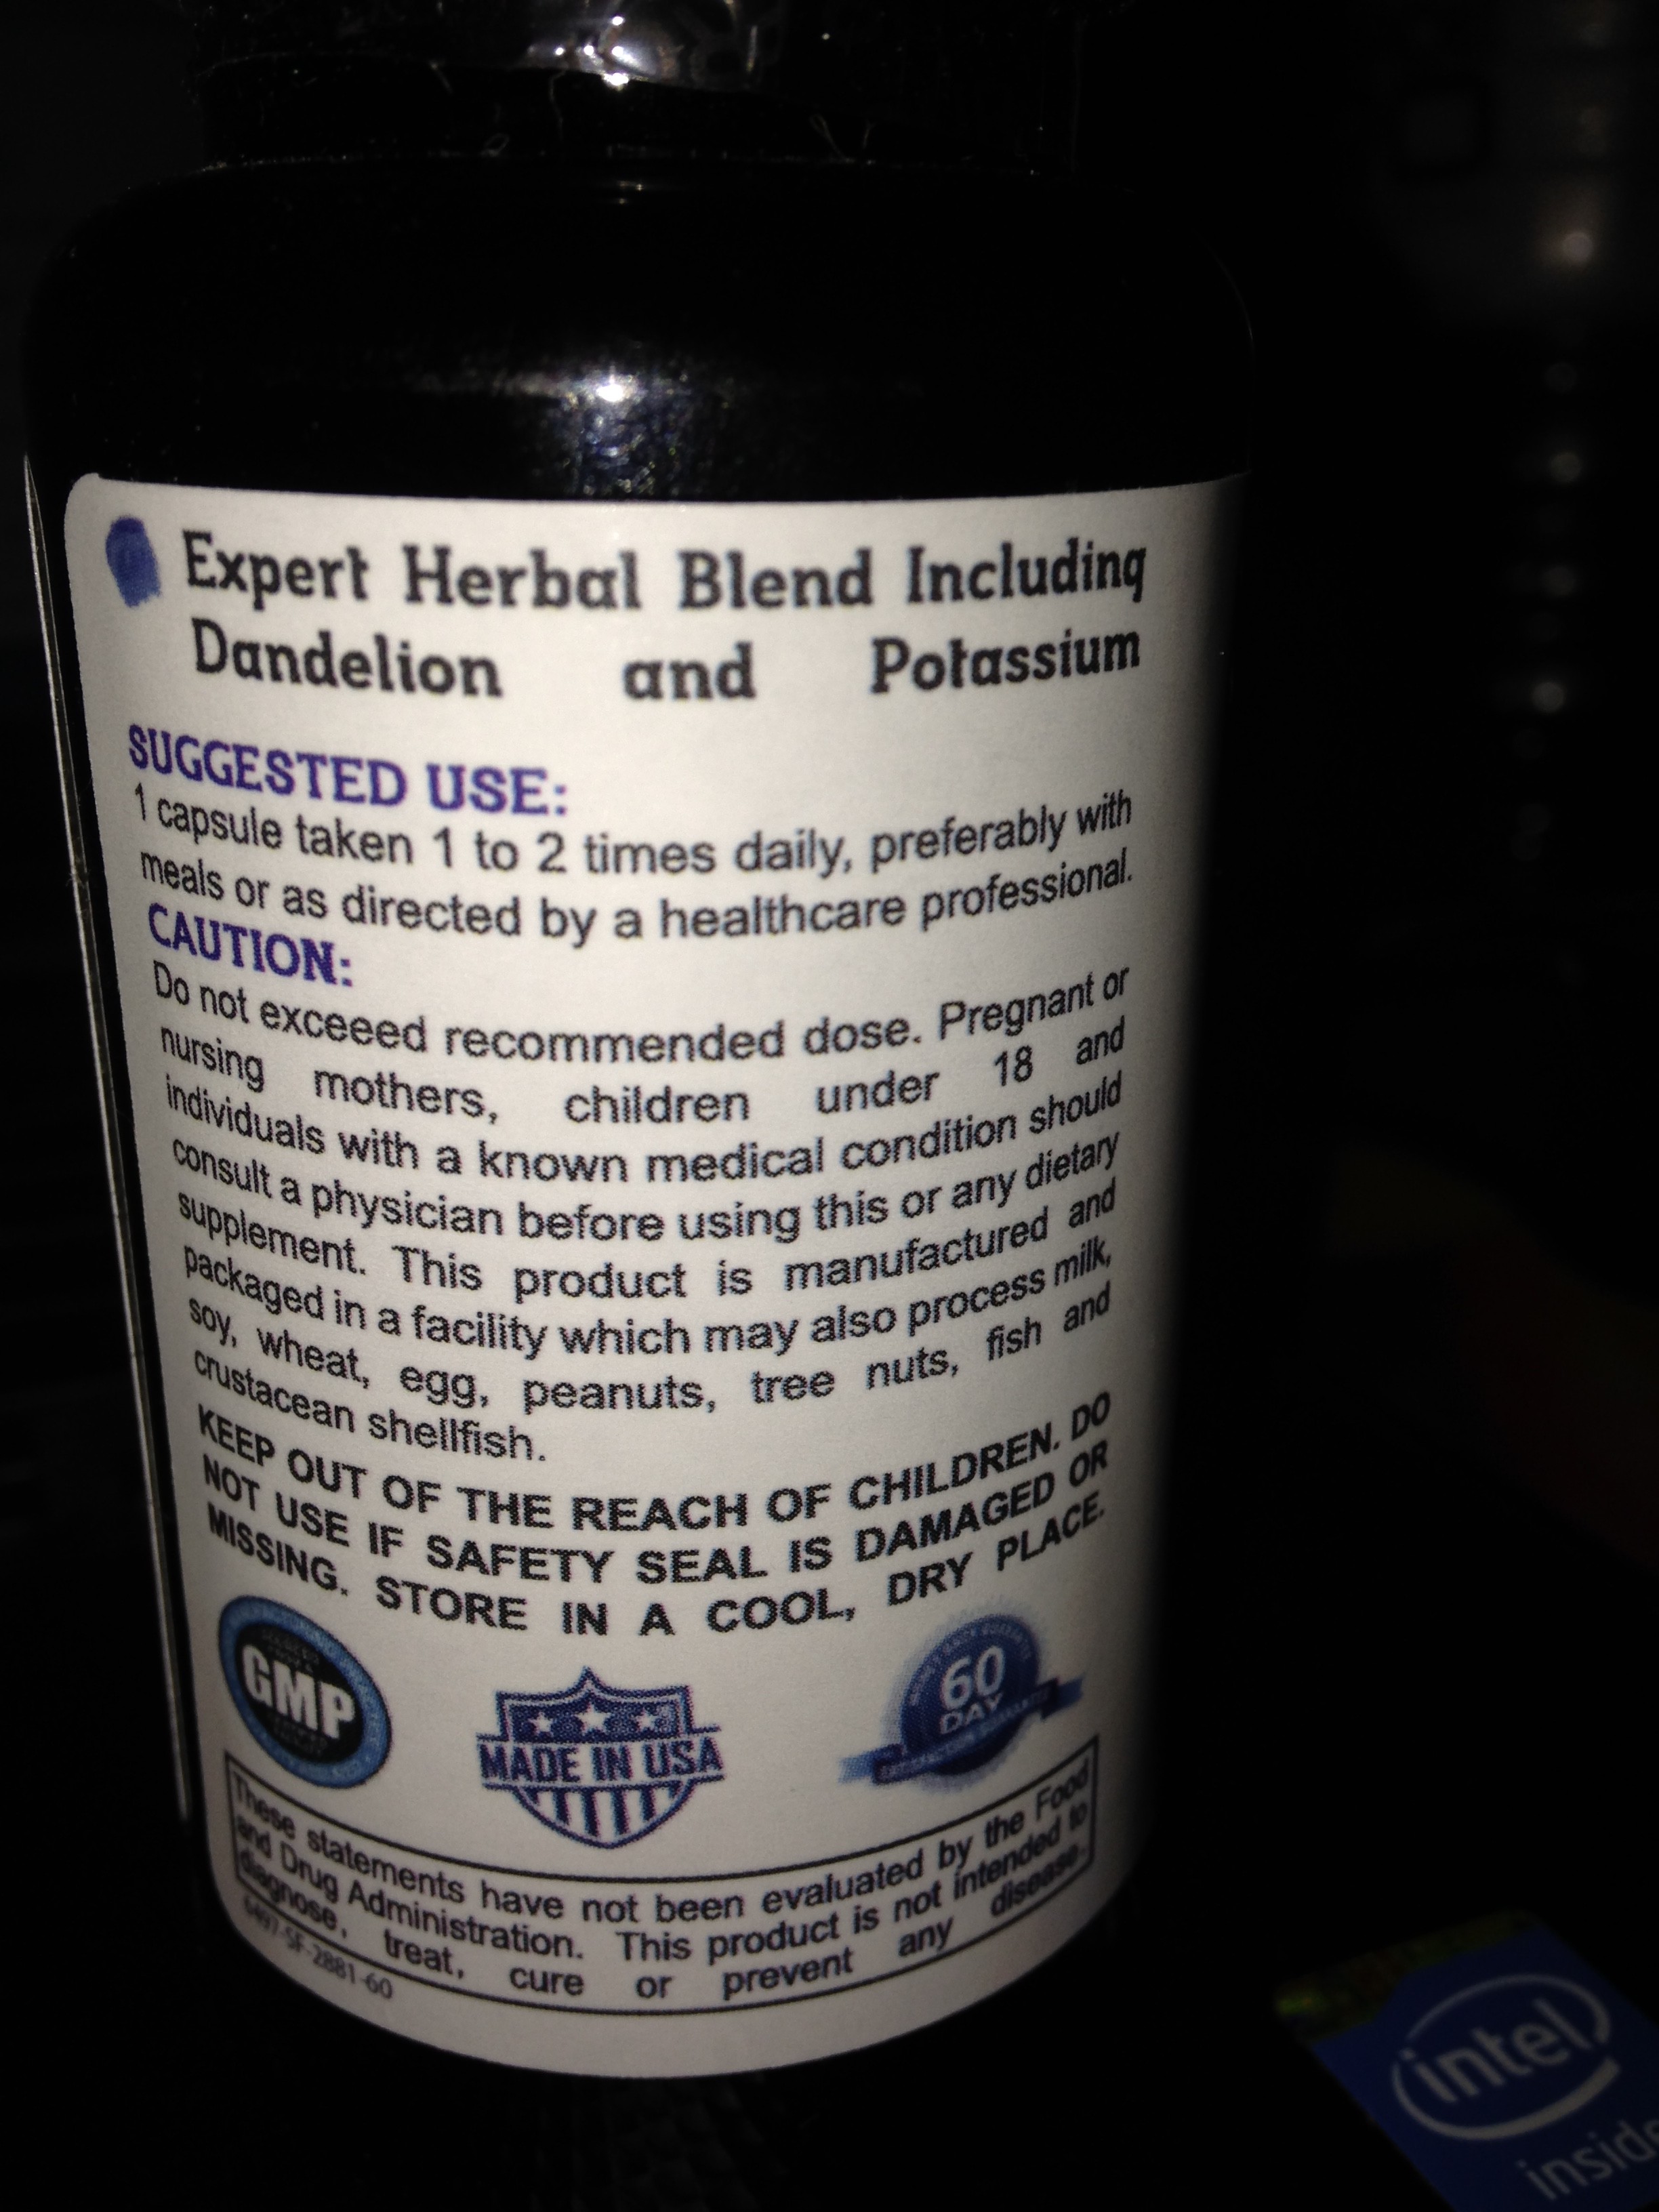 Expert Herbal Blend Including
Dandelion and Potassium
SUGGESTED USE:
1 capsule taken 1 to 2 times daily, preferably with
meals or as directed by a healthcare professional.
CAUTION:
Do not exceeed recommended dose. Pregnant or
nursing mothers, children under 18 and
individuals with a known medical condition should
consult a physician before using this or any dietary
supplement. This product is manufactured and
packaged in a facility which may also process milk,
soy, wheat, egg, peanuts, tree nuts, fish and
crustacean shellfish.
KEEP OUT OF THE REACH OF CHILDREN. DO
NOT USE IF SAFETY SEAL IS DAMAGED OR
MISSING. STORE IN A COOL, DRY PLACE.
GMP
MADE IN USA
60
DAY
These statements have not been evaluated by the Food
and Drug Administration. This product is not intended to
diagnose, treat, cure or prevent any disease.
SF-2881-60
intel